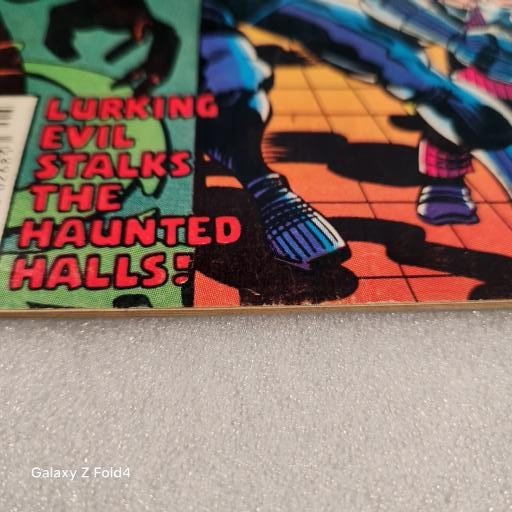 LURKING
EVIL
STALKS
THE
HAUNTED
HALLS!
Galaxy Z Fold4